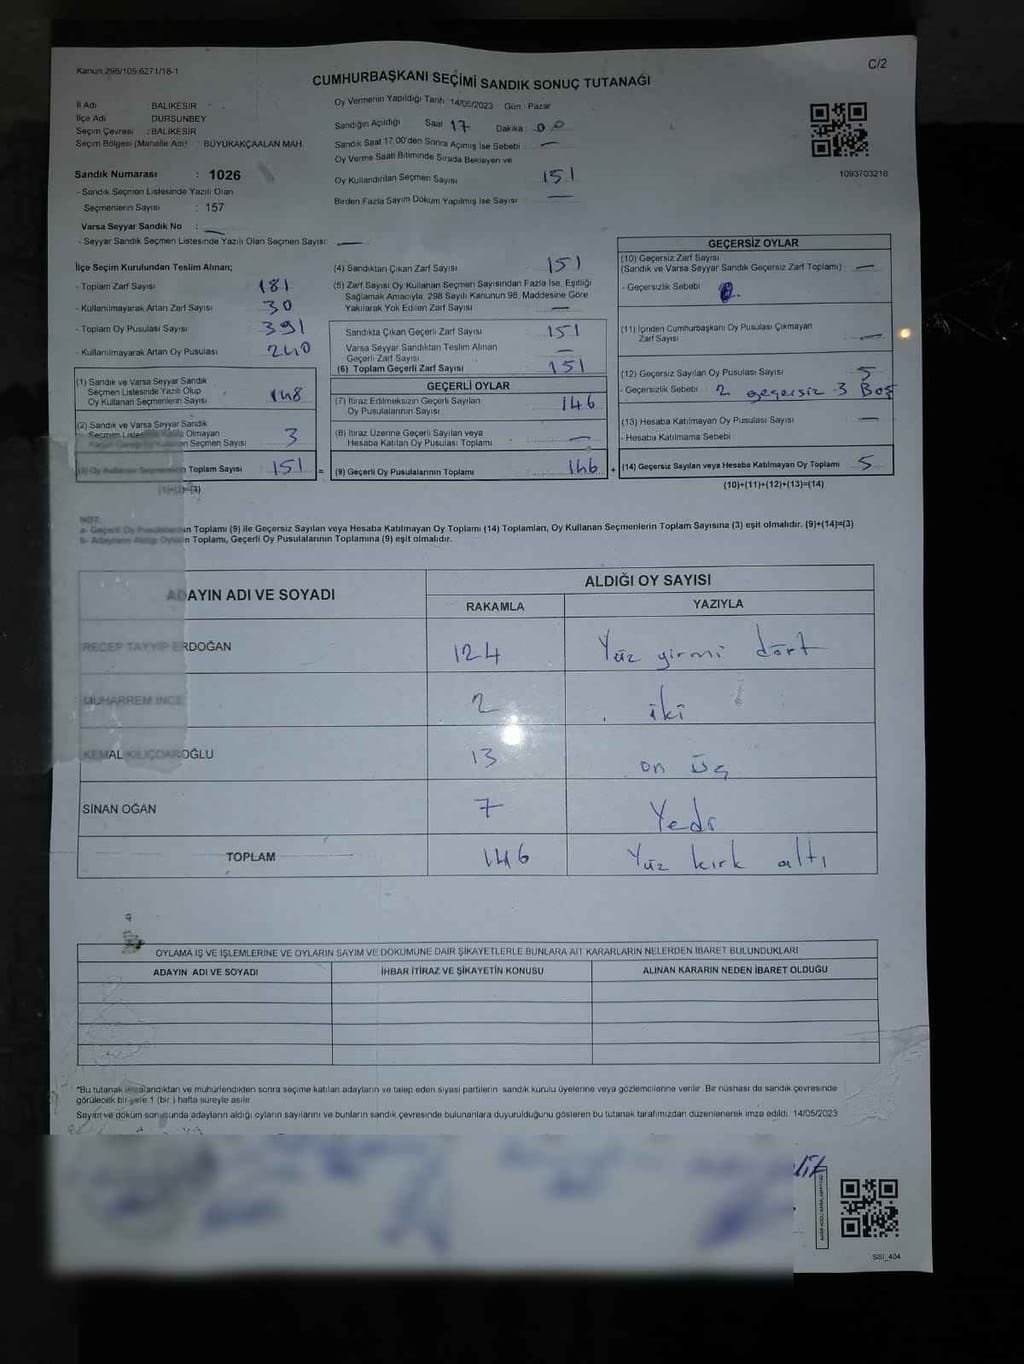 Kanun 298/105:6271/18-1
C/2
CUMHURBAŞKANI SEÇİMİ SANDIK SONUÇ TUTANAĞI
İl Adı BALIKESİR
İlçe Adı DURSUNBEY
Seçim Çevresi : BALIKESİR
Seçim Bölgesi (Mahalle Adı) BÜYÜKAKÇAALAN MAH.
Sandık Numarası : 1026
- Sandık Seçmen Listesinde Yazılı Olan
Seçmenlerin Sayısı : 157
Varsa Seyyar Sandık No : —
- Seyyar Sandık Seçmen Listesinde Yazılı Olan Seçmen Sayısı: —
Oy Vermenin Yapıldığı Tarih 14/05/2023 Gün : Pazar
Sandığın Açıldığı Saat 17 Dakika 00
Sandık Saat 17.00'den Sonra Açılmış İse Sebebi —
Oy Verme Saati Bitiminde Sırada Bekleyen ve
Oy Kullandırılan Seçmen Sayısı 151
Birden Fazla Sayım Döküm Yapılmış İse Sayısı —
1093703216
İlçe Seçim Kurulundan Teslim Alınan;
- Toplam Zarf Sayısı 181
- Kullanılmayarak Artan Zarf Sayısı 30
- Toplam Oy Pusulası Sayısı 391
- Kullanılmayarak Artan Oy Pusulası 240
(1) Sandık ve Varsa Seyyar Sandık
Seçmen Listesinde Yazılı Olup
Oy Kullanan Seçmenlerin Sayısı 148
(2) Sandık ve Varsa Seyyar Sandık
Seçmen Olmayan
Seçmen Sayısı 3
Toplam Sayısı 151 =
(1)+(2)=(3)
(4) Sandıktan Çıkan Zarf Sayısı 151
(5) Zarf Sayısı Oy Kullanan Seçmen Sayısından Fazla İse, Eşitliği
Sağlamak Amacıyla, 298 Sayılı Kanunun 98. Maddesine Göre
Yakılarak Yok Edilen Zarf Sayısı —
Sandıkta Çıkan Geçerli Zarf Sayısı 151
Varsa Seyyar Sandıktan Teslim Alınan
Geçerli Zarf Sayısı —
(6) Toplam Geçerli Zarf Sayısı 151
GEÇERLİ OYLAR
(7) İtiraz Edilmeksizin Geçerli Sayılan
Oy Pusulalarının Sayısı 146
(8) İtiraz Üzerine Geçerli Sayılan veya
Hesaba Katılan Oy Pusulası Toplamı —
(9) Geçerli Oy Pusulalarının Toplamı 146 +
GEÇERSİZ OYLAR
(10) Geçersiz Zarf Sayısı
(Sandık ve Varsa Seyyar Sandık Geçersiz Zarf Toplamı) —
- Geçersizlik Sebebi
(11) İçinden Cumhurbaşkanı Oy Pusulası Çıkmayan
Zarf Sayısı —
(12) Geçersiz Sayılan Oy Pusulası Sayısı 5
- Geçersizlik Sebebi 2 geçersiz 3 Boş
(13) Hesaba Katılmayan Oy Pusulası Sayısı —
- Hesaba Katılmama Sebebi
(14) Geçersiz Sayılan veya Hesaba Katılmayan Oy Toplamı 5
(10)+(11)+(12)+(13)=(14)
NOT:
a- Geçerli Oy Toplamı (9) ile Geçersiz Sayılan veya Hesaba Katılmayan Oy Toplamı (14) Toplamları, Oy Kullanan Seçmenlerin Toplam Sayısına (3) eşit olmalıdır. (9)+(14)=(3)
b- Adayların Toplamı, Geçerli Oy Pusulalarının Toplamına (9) eşit olmalıdır.
ADAYIN ADI VE SOYADI
ALDIĞI OY SAYISI
RAKAMLA YAZIYLA
RECEP TAYYİP ERDOĞAN 124 Yüz yirmi dört
MUHARREM İNCE 2 iki
KEMAL KILIÇDAROĞLU 13 on üç
SİNAN OĞAN 7 Yedi
TOPLAM 146 Yüz kırk altı
OYLAMA İŞ VE İŞLEMLERİNE VE OYLARIN SAYIM VE DÖKÜMÜNE DAİR ŞİKAYETLERLE BUNLARA AİT KARARLARIN NELERDEN İBARET BULUNDUKLARI
ADAYIN ADI VE SOYADI İHBAR İTİRAZ VE ŞİKAYETİN KONUSU ALINAN KARARIN NEDEN İBARET OLDUĞU
*Bu tutanak imzalandıktan ve mühürlendikten sonra seçime katılan adayların ve talep eden siyasi partilerin sandık kurulu üyelerine veya gözlemcilerine verilir. Bir nüshası da sandık çevresinde
görülecek bir yere 1 (bir ) hafta süreyle asılır.
Sayım ve döküm sonusunda adayların aldığı oyların sayılarını ve bunların sandık çevresinde bulunanlara duyurulduğunu gösteren bu tutanak tarafımızdan düzenlenerek imza edildi. 14/05/2023
SSI_404